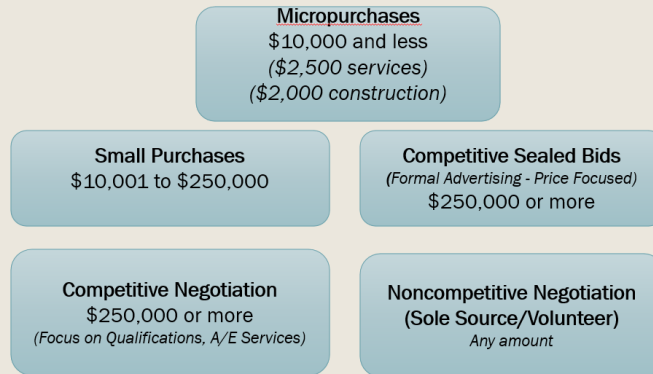 Micropurchases
$10,000 and less
($2,500 services)
($2,000 construction)
Small Purchases
$10,001 to $250,000
Competitive Sealed Bids
(Formal Advertising - Price Focused)
$250,000 or more
Competitive Negotiation
$250,000 or more
(Focus on Qualifications, A/E Services)
Noncompetitive Negotiation
(Sole Source/Volunteer)
Any amount